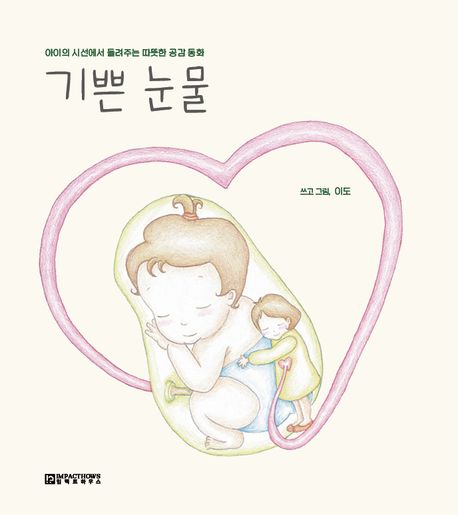 아이의 시선에서 들려주는 따뜻한 공감 동화
기쁜 눈물
쓰고 그림, 이도
IMPACTHOWS
임팩트하우스